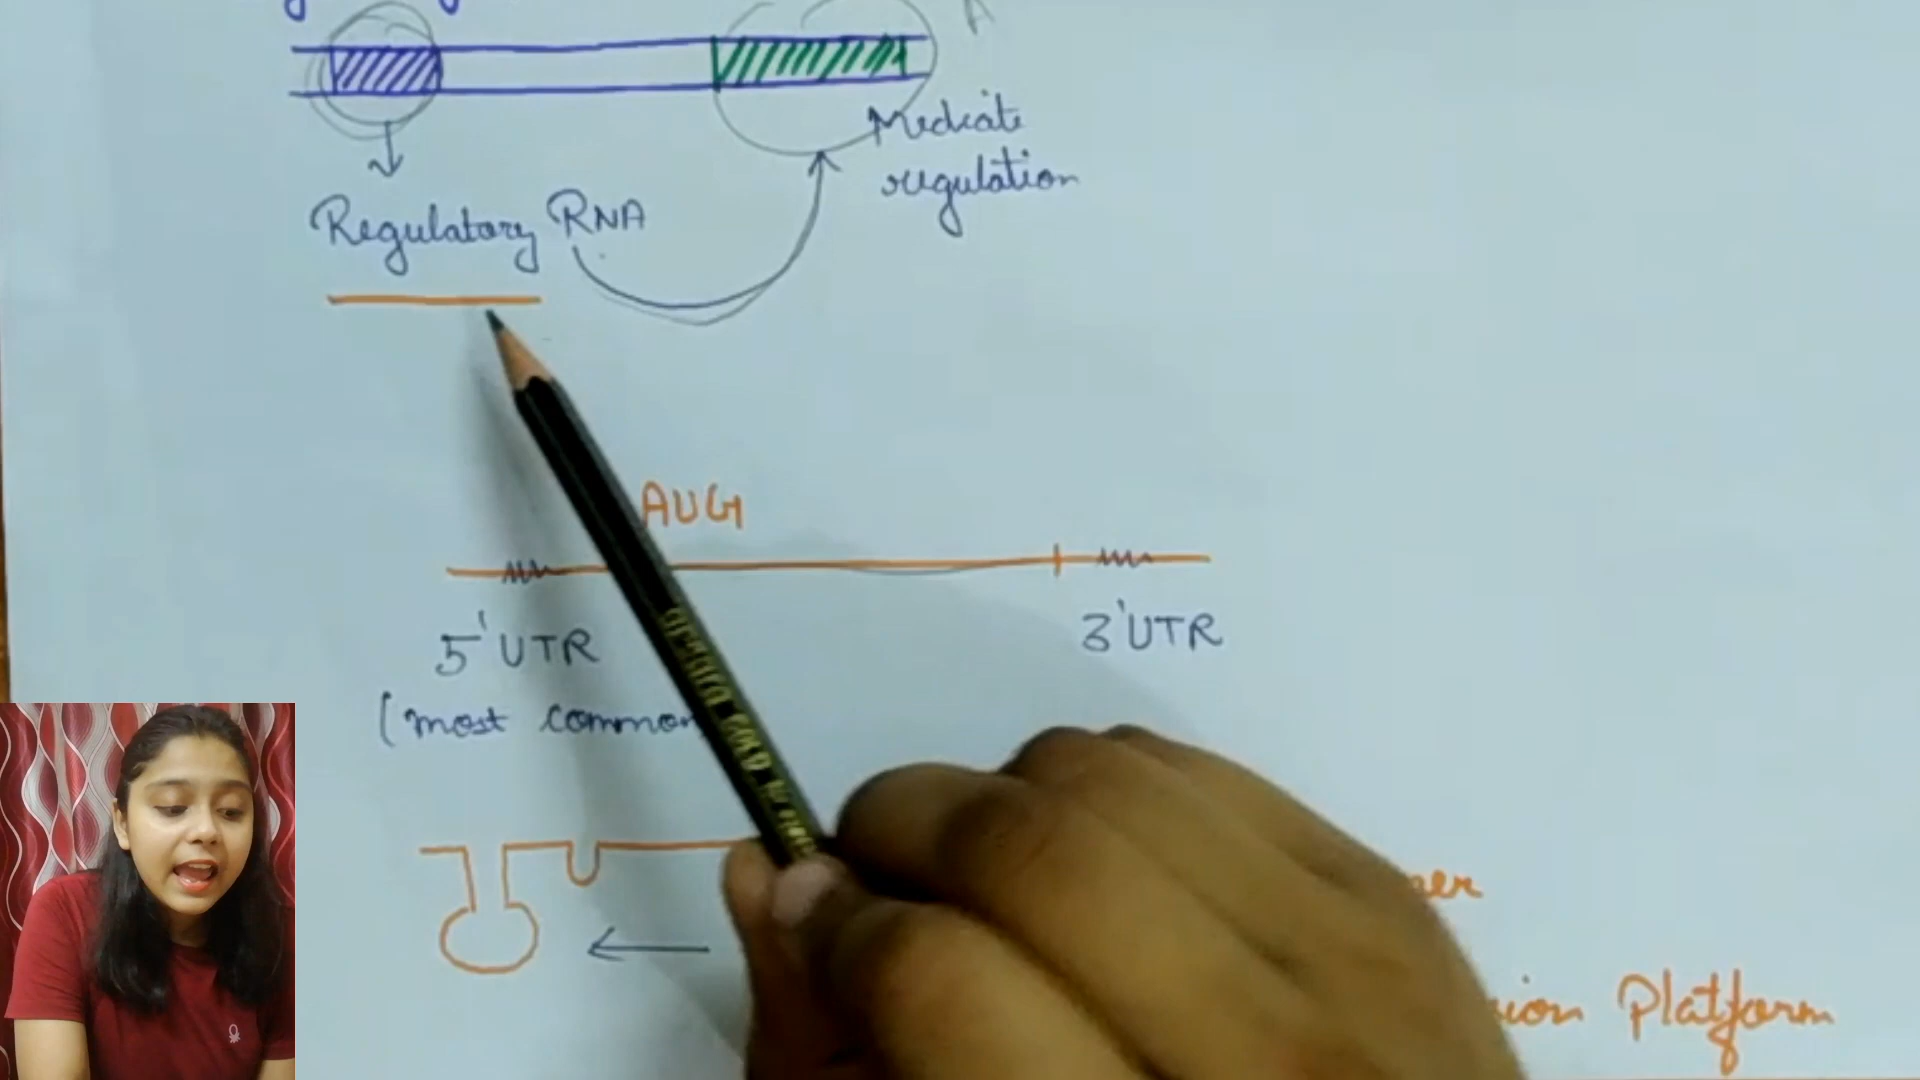 Mediate
regulation
Regulatory RNA
AUG
5' UTR
3' UTR
(most common
Platform